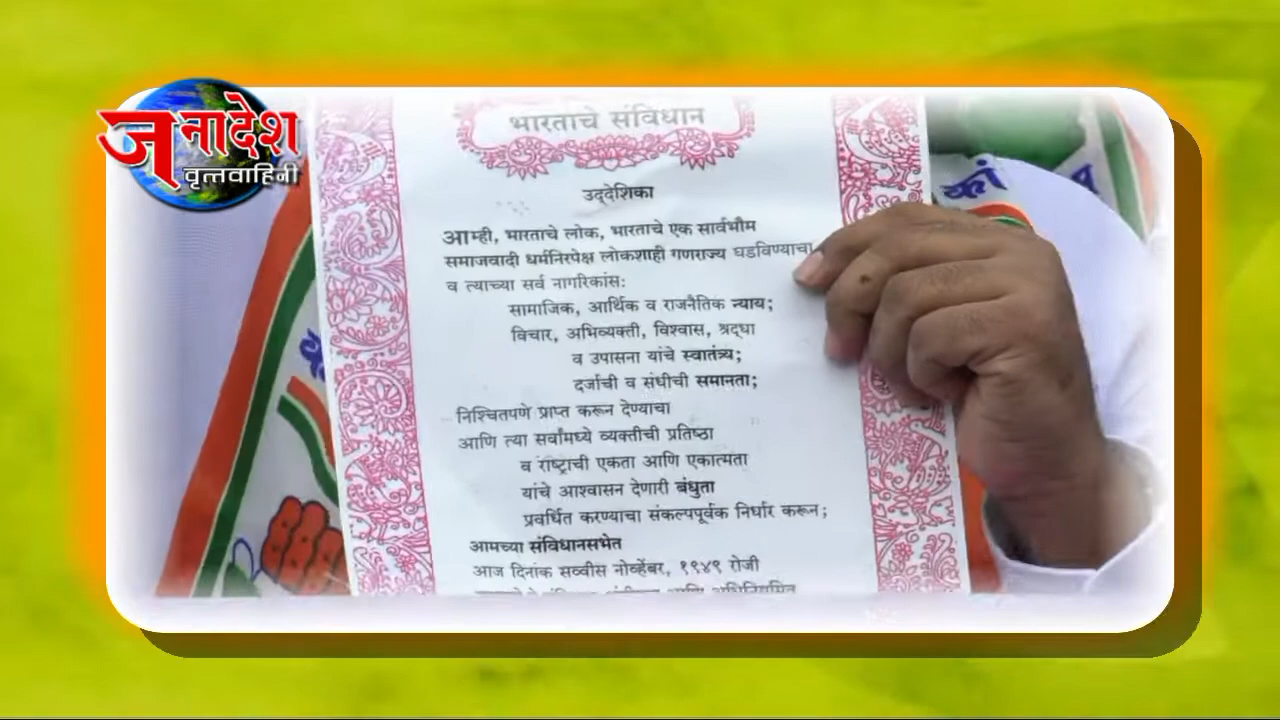 जनादेश
वृत्तवाहिनी
भारताचे संविधान
उद्देशिका
आम्ही, भारताचे लोक, भारताचे एक सार्वभौम
समाजवादी धर्मनिरपेक्ष लोकशाही गणराज्य घडविण्याचा
व त्याच्या सर्व नागरिकांस:
सामाजिक, आर्थिक व राजनैतिक न्याय;
विचार, अभिव्यक्ती, विश्वास, श्रद्धा
व उपासना यांचे स्वातंत्र्य;
दर्जाची व संधीची समानता;
निश्चितपणे प्राप्त करून देण्याचा
आणि त्या सर्वांमध्ये व्यक्तीची प्रतिष्ठा
व राष्ट्राची एकता आणि एकात्मता
यांचे आश्वासन देणारी बंधुता
प्रवर्धित करण्याचा संकल्पपूर्वक निर्धार करून;
आमच्या संविधानसभेत
आज दिनांक सव्वीस नोव्हेंबर, १९४९ रोजी
कां